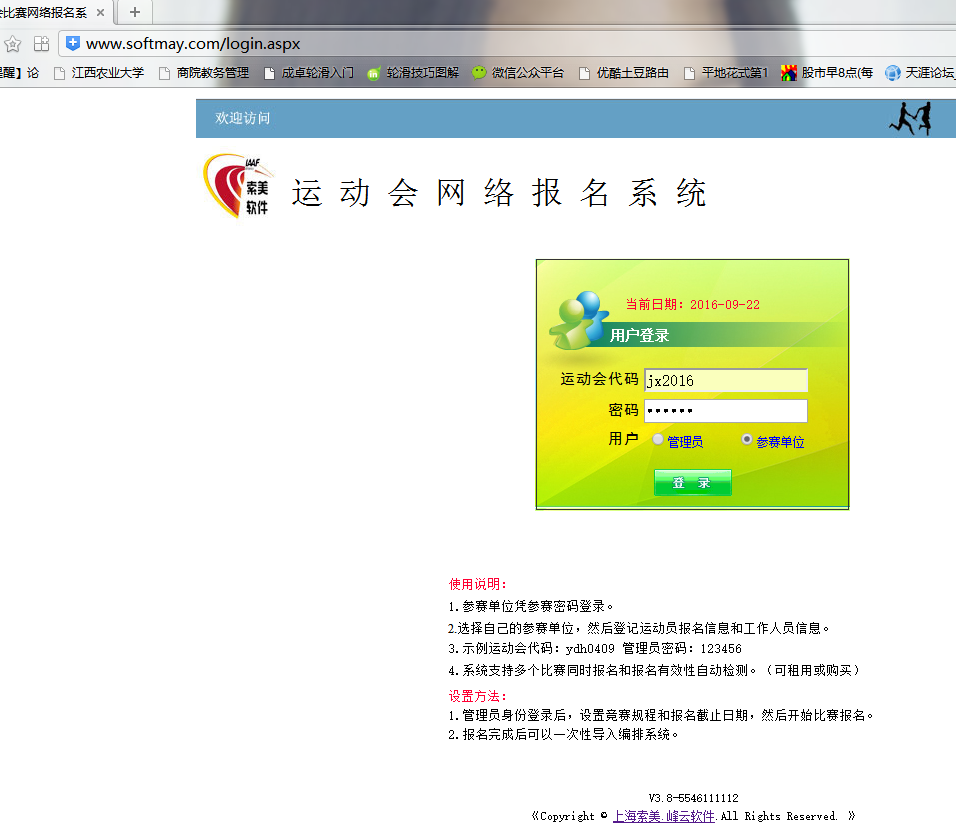 会比赛网络报名系
www.softmay.com/login.aspx
醒】论 江西农业大学 商院教务管理 成卓轮滑入门 轮滑技巧图解 微信公众平台 优酷土豆路由 平地花式第1 股市早8点(每 天涯论坛
欢迎访问
IAAF
索美
软件
运动会网络报名系统
当前日期：2016-09-22
用户登录
运动会代码 jx2016
密码 ••••••
用户 管理员 参赛单位
登 录
使用说明：
1.参赛单位凭参赛密码登录。
2.选择自己的参赛单位，然后登记运动员报名信息和工作人员信息。
3.示例运动会代码：ydh0409 管理员密码：123456
4.系统支持多个比赛同时报名和报名有效性自动检测。（可租用或购买）
设置方法：
1.管理员身份登录后，设置竟赛规程和报名截止日期，然后开始比赛报名。
2.报名完成后可以一次性导入编排系统。
V3.8-5546111112
《Copyright © 上海索美.峰云软件.All Rights Reserved. 》